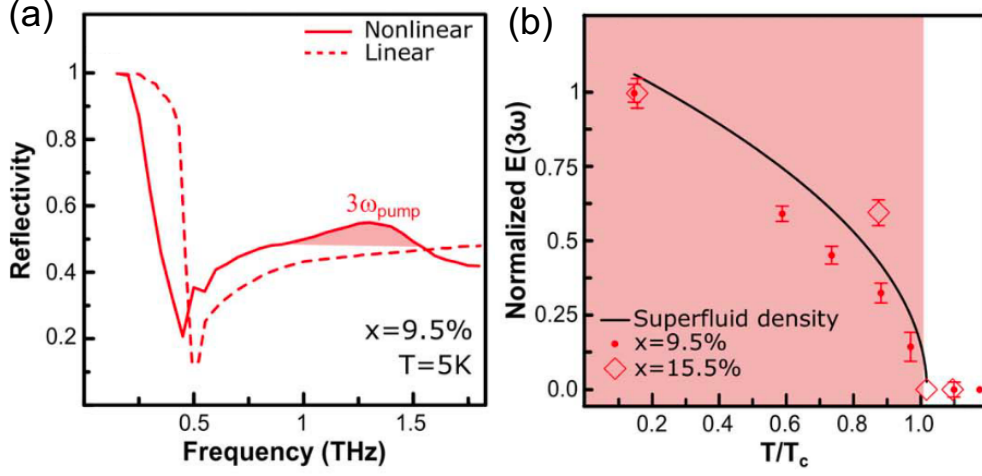 (a)
Nonlinear
Linear
1
0.8
0.6
0.4
0.2
Reflectivity
3ωpump
x=9.5%
T=5K
0.5
1
1.5
Frequency (THz)
(b)
1
0.75
0.5
0.25
0.0
Normalized E(3ω)
Superfluid density
x=9.5%
x=15.5%
0.2
0.4
0.6
0.8
1.0
T/Tc